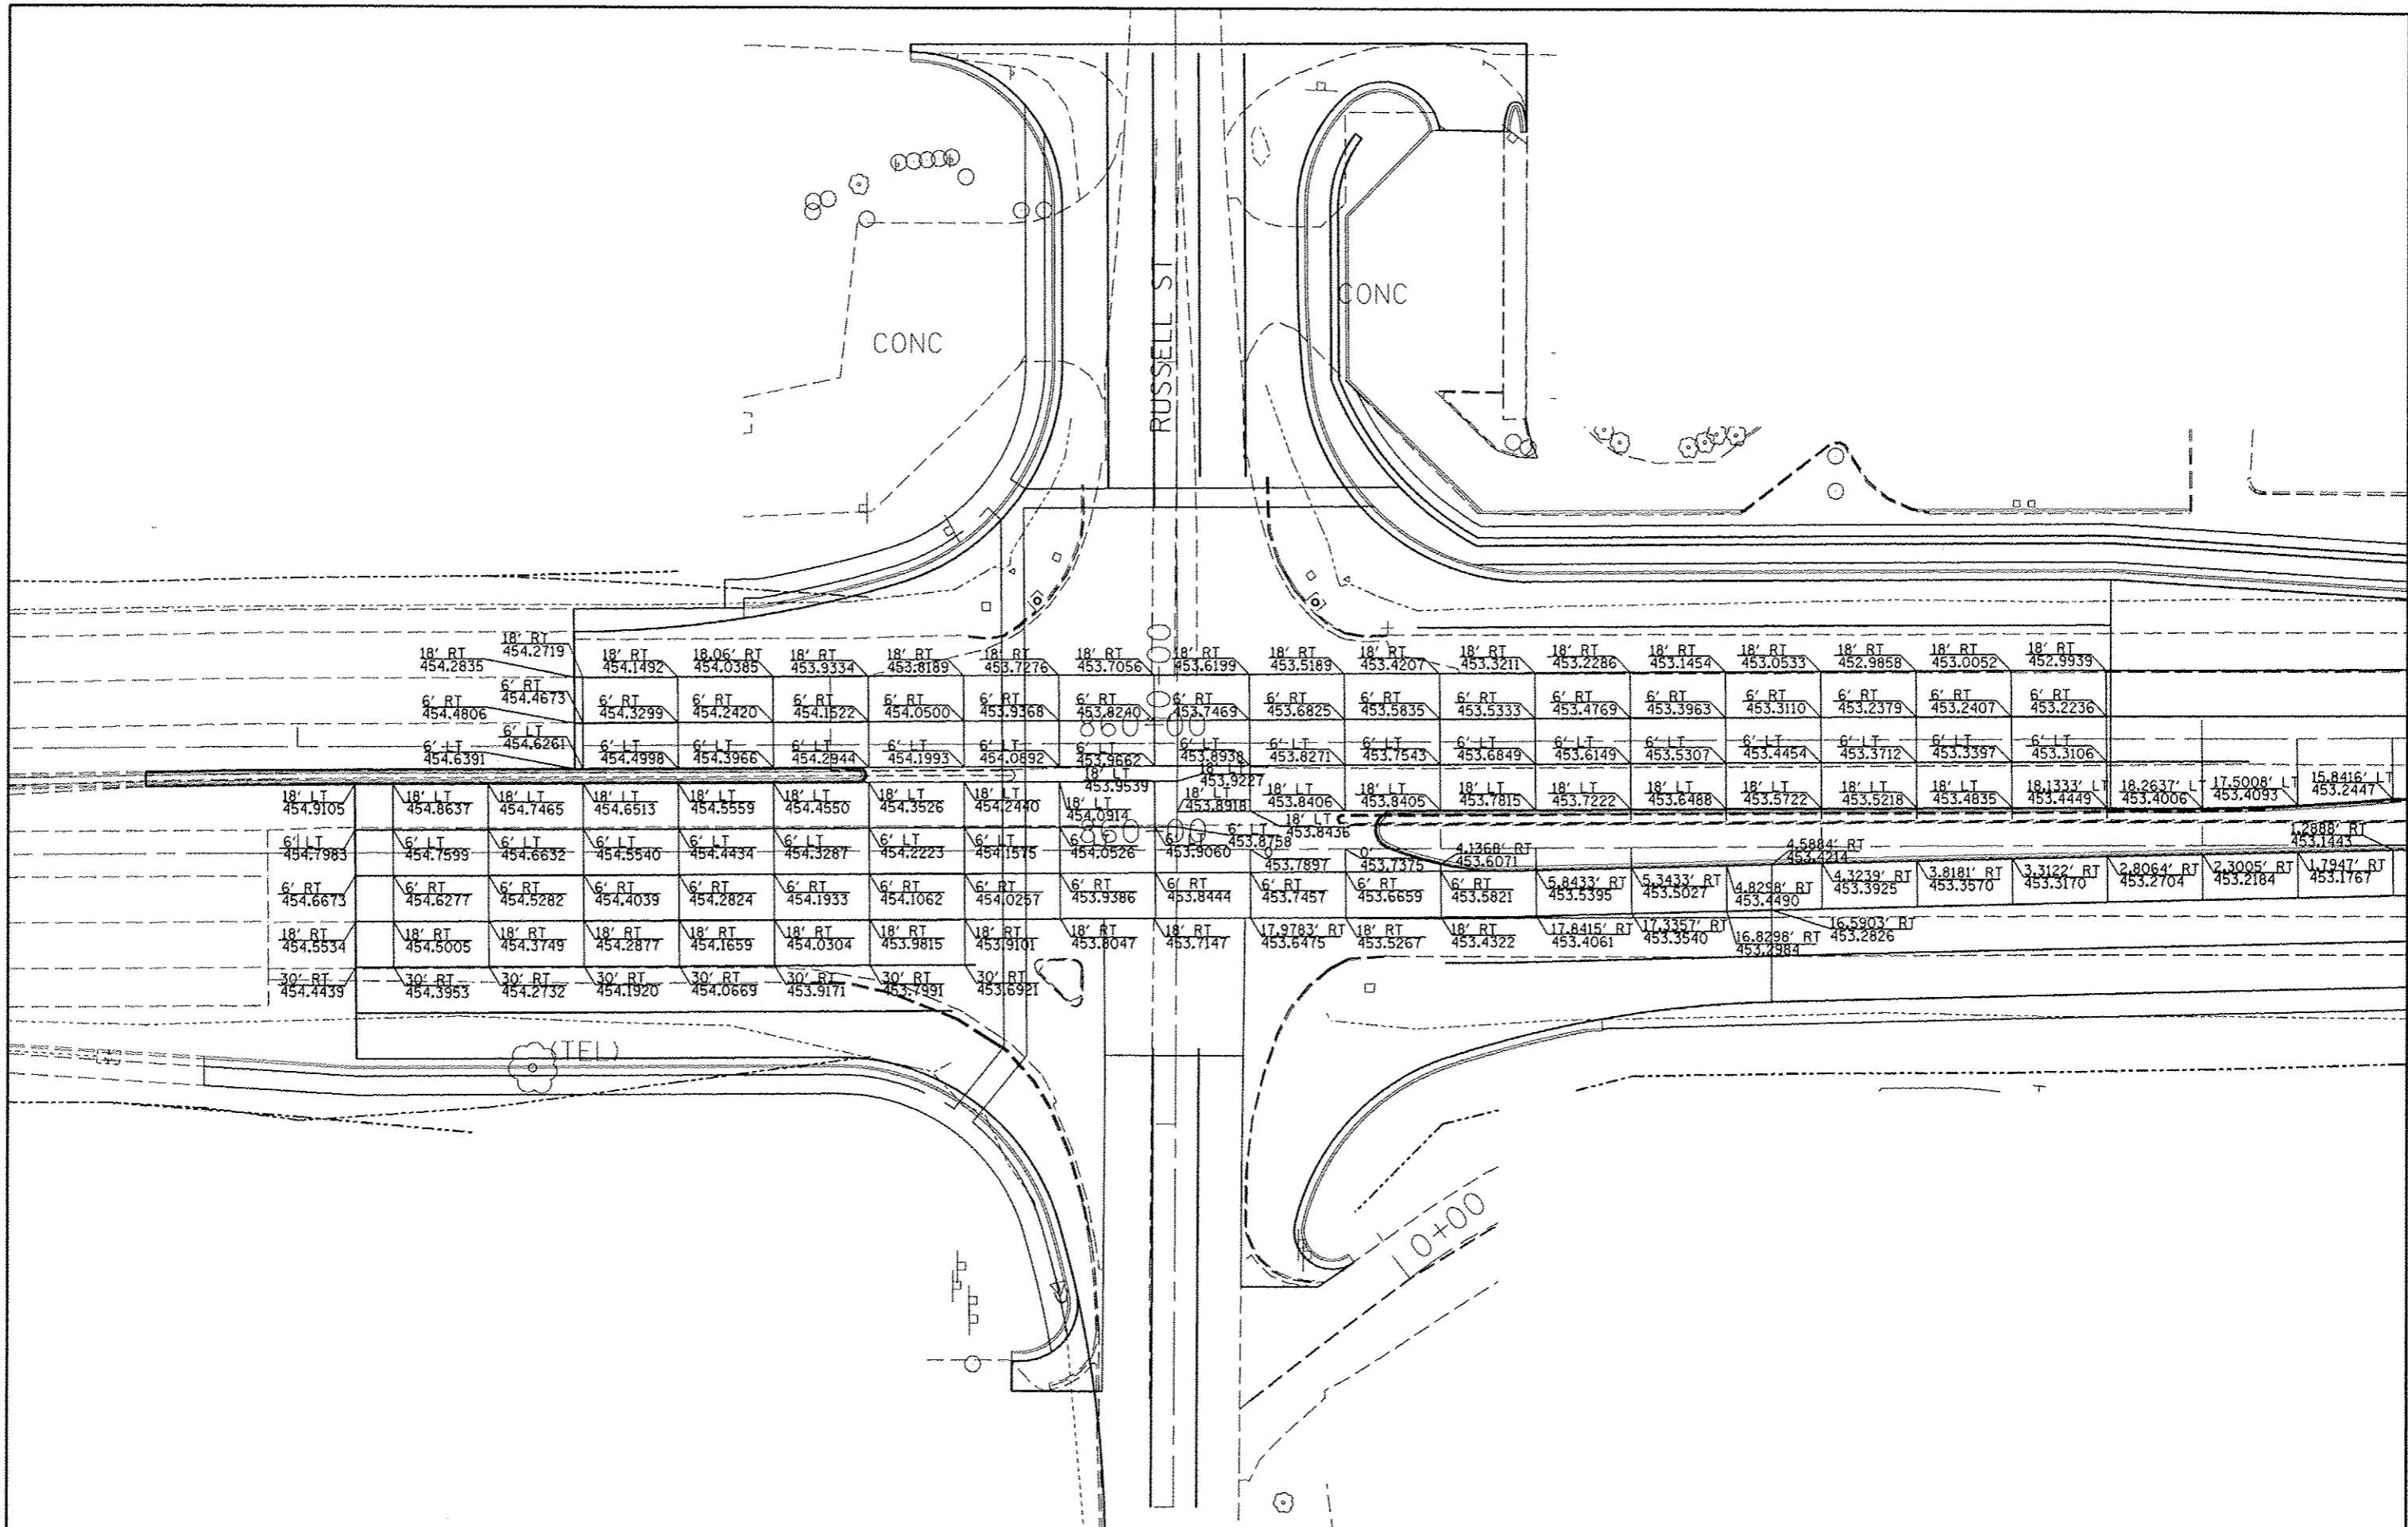 CONC
CONC
RUSSELL ST
00
00
18' RT
454.2719
18' RT
454.2835
18' RT
454.1492
18.06' RT
454.0385
18' RT
453.9334
18' RT
453.8189
18' RT
453.7276
18' RT
453.7056
18' RT
453.6199
18' RT
453.5189
18' RT
453.4207
18' RT
453.3211
18' RT
453.2286
18' RT
453.1454
18' RT
453.0533
18' RT
452.9858
18' RT
453.0052
18' RT
452.9939
6' RT
454.4673
6' RT
454.4806
6' RT
454.3299
6' RT
454.2420
6' RT
454.1522
6' RT
454.0500
6' RT
453.9368
6' RT
453.8240
6' RT
453.7469
6' RT
453.6825
6' RT
453.5835
6' RT
453.5333
6' RT
453.4769
6' RT
453.3963
6' RT
453.3110
6' RT
453.2379
6' RT
453.2407
6' RT
453.2236
860+00
6' LT
454.6261
6' LT
454.6391
6' LT
454.4998
6' LT
454.3966
6' LT
454.2944
6' LT
454.1993
6' LT
454.0892
6' LT
453.9662
6' LT
453.8938
6' LT
453.8271
6' LT
453.7543
6' LT
453.6849
6' LT
453.6149
6' LT
453.5307
6' LT
453.4454
6' LT
453.3712
6' LT
453.3397
6' LT
453.3106
18' LT
453.9539
18' LT
453.9227
18' LT
454.9105
18' LT
454.8637
18' LT
454.7465
18' LT
454.6513
18' LT
454.5559
18' LT
454.4550
18' LT
454.3526
18' LT
454.2440
18' LT
454.0914
18' LT
453.8918
18' LT
453.8406
18' LT
453.8405
18' LT
453.7815
18' LT
453.7222
18' LT
453.6488
18' LT
453.5722
18' LT
453.5218
18' LT
453.4835
18.1333' LT
453.4449
18.2637' LT
453.4006
17.5008' LT
453.4093
15.8416' LT
453.2447
18' LT
453.8436
860+00
6' LT
454.7983
6' LT
454.7599
6' LT
454.6632
6' LT
454.5540
6' LT
454.4434
6' LT
454.3287
6' LT
454.2223
6' LT
454.1575
6' LT
454.0526
6' LT
453.9060
6' LT
453.8758
0'
453.7897
0'
453.7375
4.1368' RT
453.6071
4.5884' RT
453.4214
1.2888' RT
453.1443
6' RT
454.6673
6' RT
454.6277
6' RT
454.5282
6' RT
454.4039
6' RT
454.2824
6' RT
454.1933
6' RT
454.1062
6' RT
454.0257
6' RT
453.9386
6' RT
453.8444
6' RT
453.7457
6' RT
453.6659
6' RT
453.5821
5.8433' RT
453.5395
5.3433' RT
453.5027
4.8298' RT
453.4490
4.3239' RT
453.3925
3.8181' RT
453.3570
3.3122' RT
453.3170
2.8064' RT
453.2704
2.3005' RT
453.2184
1.7947' RT
453.1767
18' RT
454.5534
18' RT
454.5005
18' RT
454.3749
18' RT
454.2877
18' RT
454.1659
18' RT
454.0304
18' RT
453.9815
18' RT
453.9101
18' RT
453.8047
18' RT
453.7147
17.9783' RT
453.6475
18' RT
453.5267
18' RT
453.4322
17.8415' RT
453.4061
17.3357' RT
453.3540
16.8298' RT
453.2984
16.5903' RT
453.2826
30' RT
454.4439
30' RT
454.3953
30' RT
454.2732
30' RT
454.1920
30' RT
454.0669
30' RT
453.9171
30' RT
453.7991
30' RT
453.6921
(TEL)
10+00